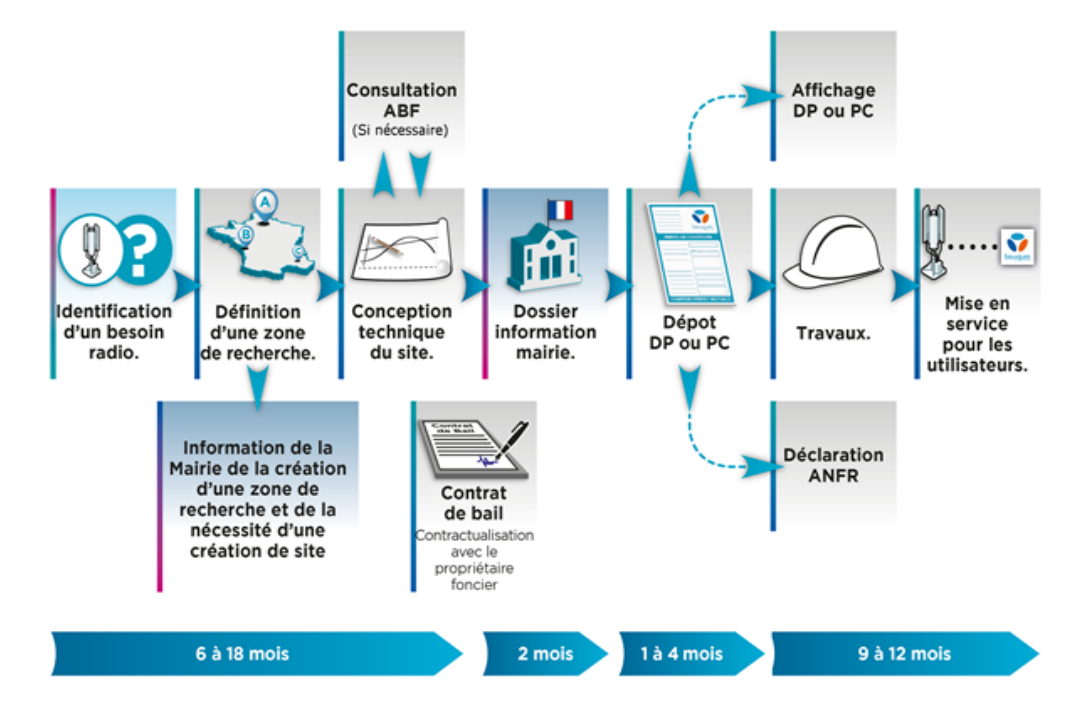 Consultation
ABF
(Si nécessaire)
Affichage
DP ou PC
A
B
C
Identification
d'un besoin
radio.
Définition
d'une zone
de recherche.
Conception
technique
du site.
Dossier
information
mairie.
Dépot
DP ou PC
Travaux.
Mise en
service
pour les
utilisateurs.
Information de la
Mairie de la création
d'une zone de
recherche et de la
nécessité d'une
création de site
Contrat
de Bail
Contrat
de bail
Contractualisation
avec le
propriétaire
foncier
Déclaration
ANFR
6 à 18 mois
2 mois
1 à 4 mois
9 à 12 mois